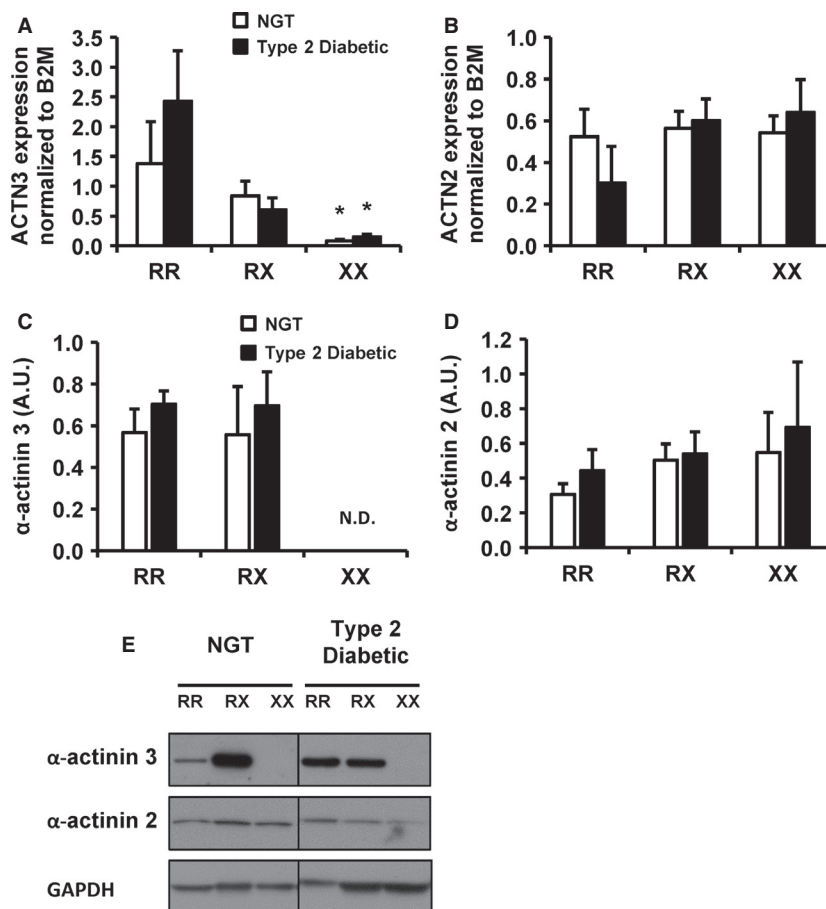 A
NGT
Type 2 Diabetic
ACTN3 expression
normalized to B2M
3.5
3.0
2.5
2.0
1.5
1.0
0.5
0.0
* *
RR RX XX
B
ACTN2 expression
normalized to B2M
1.0
0.8
0.6
0.4
0.2
0.0
RR RX XX
C
NGT
Type 2 Diabetic
α-actinin 3 (A.U.)
1.0
0.8
0.6
0.4
0.2
0.0
N.D.
RR RX XX
D
α-actinin 2 (A.U.)
1.2
1.0
0.8
0.6
0.4
0.2
0.0
RR RX XX
E
NGT
Type 2
Diabetic
RR RX XX RR RX XX
α-actinin 3
α-actinin 2
GAPDH